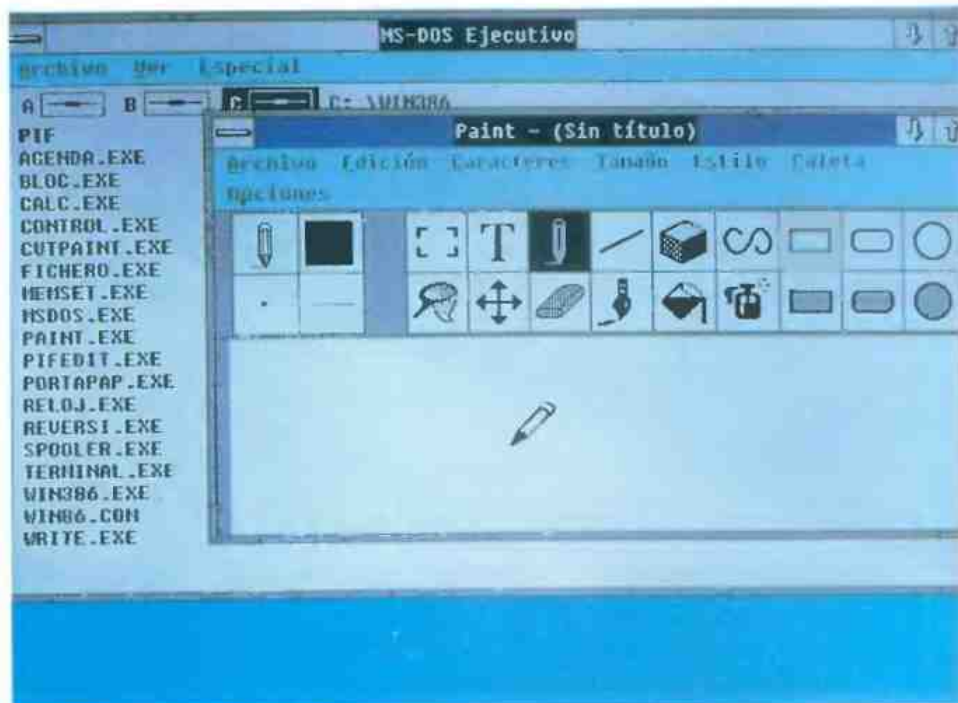 MS-DOS Ejecutivo
Archivo Ver Especial
A B C C: \WIN386
PIF
AGENDA.EXE
BLOC.EXE
CALC.EXE
CONTROL.EXE
CUTPAINT.EXE
FICHERO.EXE
MEMSET.EXE
MSDOS.EXE
PAINT.EXE
PIFEDIT.EXE
PORTAPAP.EXE
RELOJ.EXE
REVERSI.EXE
SPOOLER.EXE
TERMINAL.EXE
WIN386.EXE
WIN86.COM
WRITE.EXE
Paint - (Sin título)
Archivo Edición Caracteres Tamaño Estilo Paleta
Opciones
T